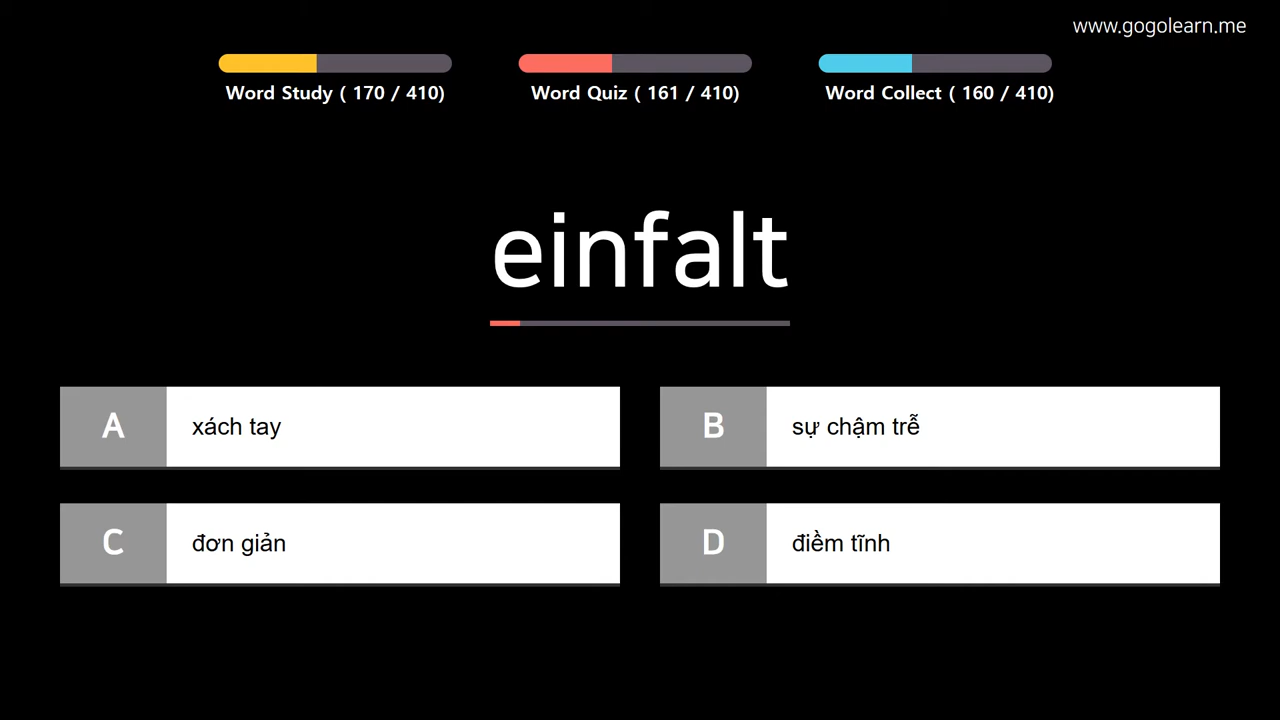 www.gogolearn.me
Word Study ( 170 / 410)
Word Quiz ( 161 / 410)
Word Collect ( 160 / 410)
einfalt
A xách tay
B sự chậm trễ
C đơn giản
D điềm tĩnh